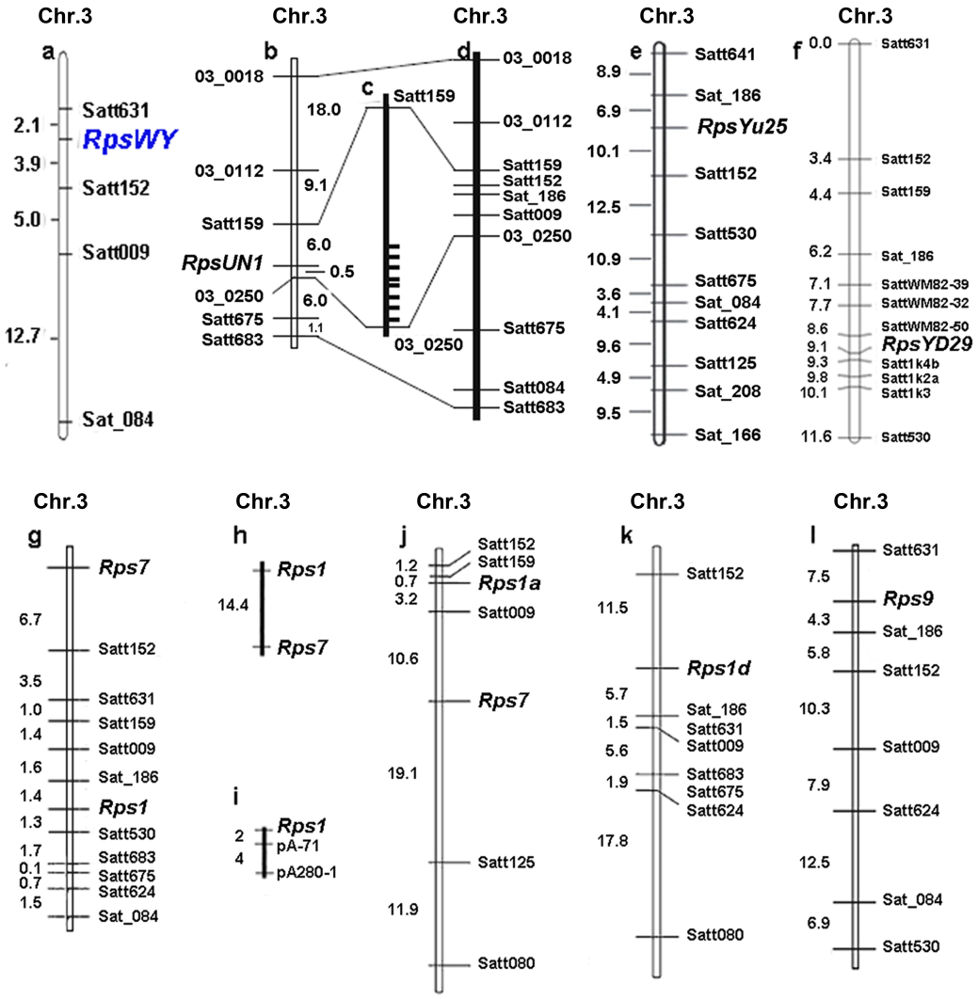 Chr.3
a
Satt631
2.1
RpsWY
3.9
Satt152
5.0
Satt009
12.7
Sat_084
Chr.3
b
03_0018
18.0
03_0112
9.1
Satt159
6.0
RpsUN1
0.5
03_0250
6.0
Satt675
1.1
Satt683
c
Satt159
03_0250
Chr.3
d
03_0018
03_0112
Satt159
Satt152
Sat_186
Satt009
03_0250
Satt675
Satt084
Satt683
Chr.3
e
Satt641
8.9
Sat_186
6.9
RpsYu25
10.1
Satt152
12.5
Satt530
10.9
Satt675
3.6
Sat_084
4.1
Satt624
9.6
Satt125
4.9
Sat_208
9.5
Sat_166
Chr.3
f
0.0 Satt631
3.4 Satt152
4.4 Satt159
6.2 Sat_186
7.1 SattWM82-39
7.7 SattWM82-32
8.6 SattWM82-50
9.1 RpsYD29
9.3 Satt1k4b
9.8 Satt1k2a
10.1 Satt1k3
11.6 Satt530
Chr.3
g
Rps7
6.7
Satt152
3.5
Satt631
1.0
Satt159
1.4
Satt009
1.6
Sat_186
1.4
Rps1
1.3
Satt530
1.7
Satt683
0.1
Satt675
0.7
Satt624
1.5
Sat_084
Chr.3
h
Rps1
14.4
Rps7
i
Rps1
2
pA-71
4
pA280-1
Chr.3
j
Satt152
1.2
Satt159
0.7
Rps1a
3.2
Satt009
10.6
Rps7
19.1
Satt125
11.9
Satt080
Chr.3
k
Satt152
11.5
Rps1d
5.7
Sat_186
1.5
Satt631
Satt009
5.6
Satt683
1.9
Satt675
Satt624
17.8
Satt080
Chr.3
l
Satt631
7.5
Rps9
4.3
Sat_186
5.8
Satt152
10.3
Satt009
7.9
Satt624
12.5
Sat_084
6.9
Satt530